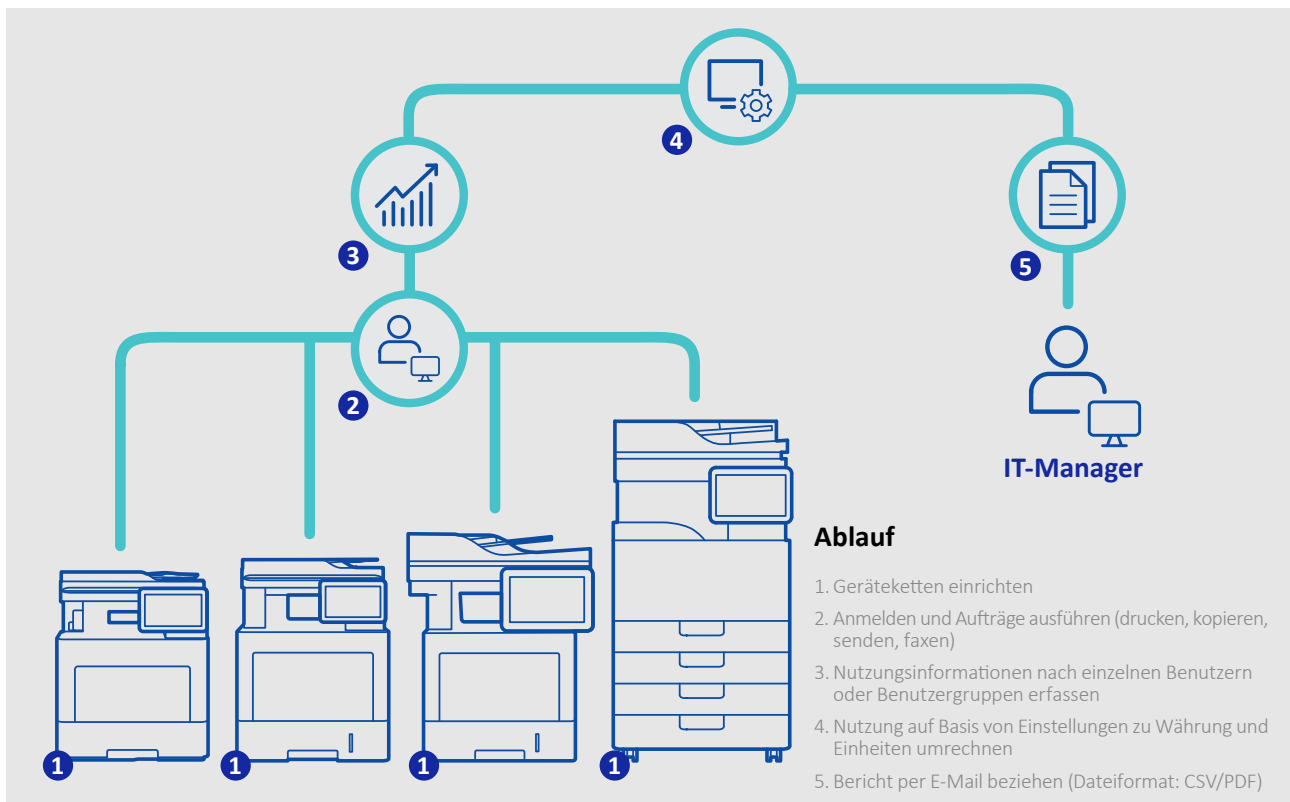 4
3
5
2
IT-Manager
Ablauf
1. Geräteketten einrichten
2. Anmelden und Aufträge ausführen (drucken, kopieren,
senden, faxen)
3. Nutzungsinformationen nach einzelnen Benutzern
oder Benutzergruppen erfassen
4. Nutzung auf Basis von Einstellungen zu Währung und
Einheiten umrechnen
5. Bericht per E-Mail beziehen (Dateiformat: CSV/PDF)
1
1
1
1